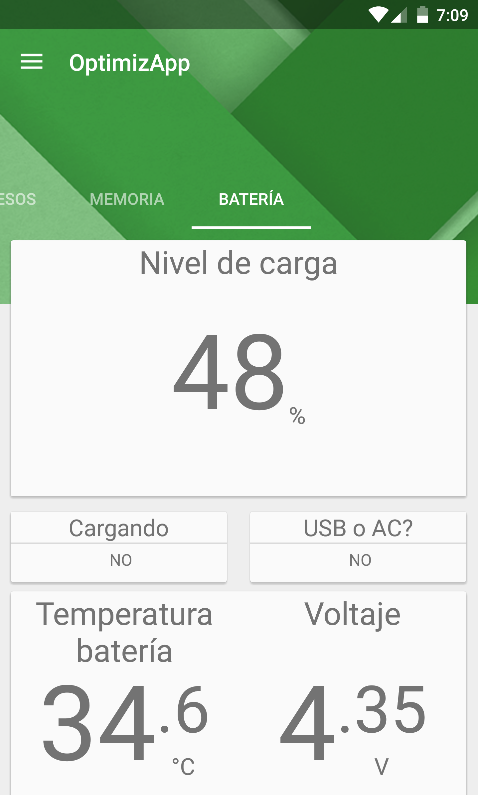 7:09
OptimizApp
ESOS MEMORIA BATERÍA
Nivel de carga
48 %
Cargando
NO
USB o AC?
NO
Temperatura
batería
34.6
°C
Voltaje
4.35
V